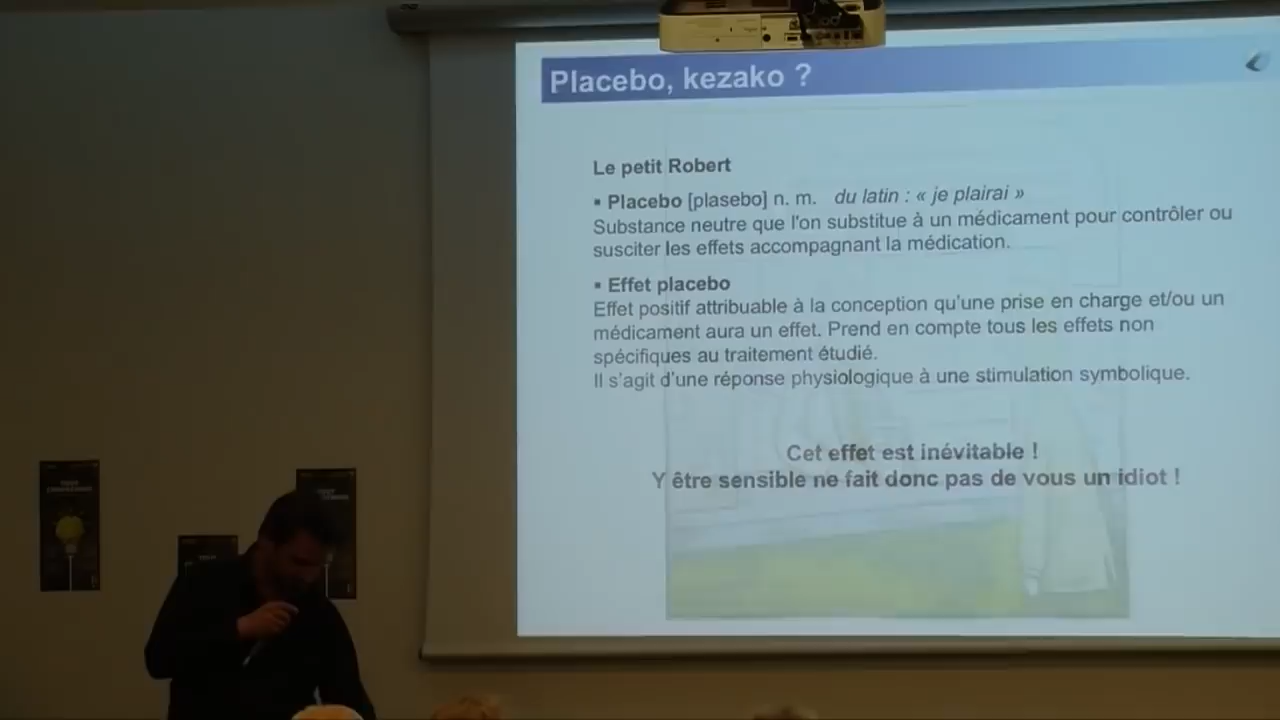 Placebo, kezako ?
Le petit Robert
▪ Placebo [plasebo] n. m. du latin : « je plairai »
Substance neutre que l'on substitue à un médicament pour contrôler ou
susciter les effets accompagnant la médication.
▪ Effet placebo
Effet positif attribuable à la conception qu'une prise en charge et/ou un
médicament aura un effet. Prend en compte tous les effets non
spécifiques au traitement étudié.
Il s'agit d'une réponse physiologique à une stimulation symbolique.
Cet effet est inévitable !
Y être sensible ne fait donc pas de vous un idiot !